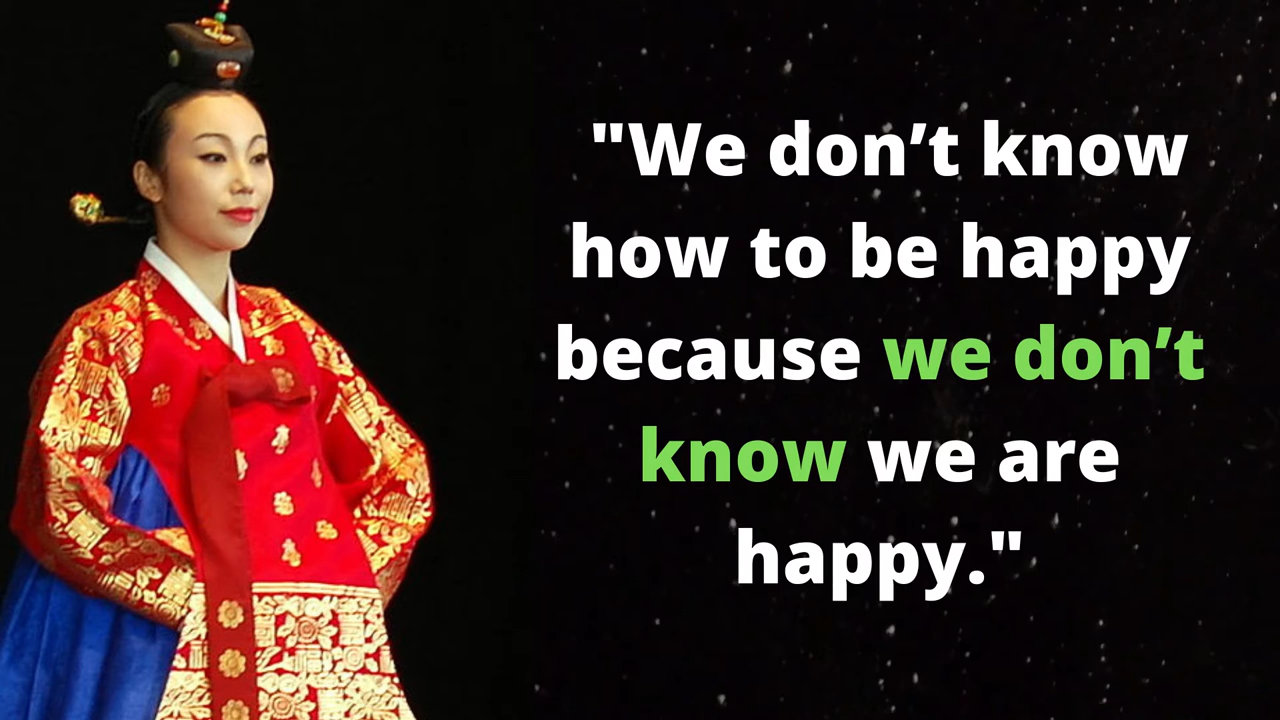 "We don’t know
how to be happy
because we don’t
know we are
happy."